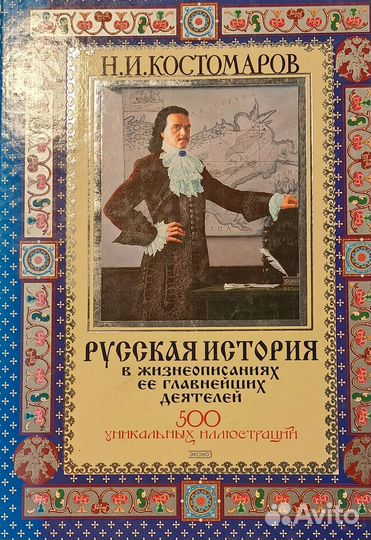 Н.И.КОСТОМАРОВ
РУССКАЯ ИСТОРИЯ
В ЖИЗНЕОПИСАНИЯХ
ЕЕ ГЛАВНЕЙШИХ
ДЕЯТЕЛЕЙ
500
УНИКАЛЬНЫХ ИЛЛЮСТРАЦИЙ
ЭКСМО
Avito